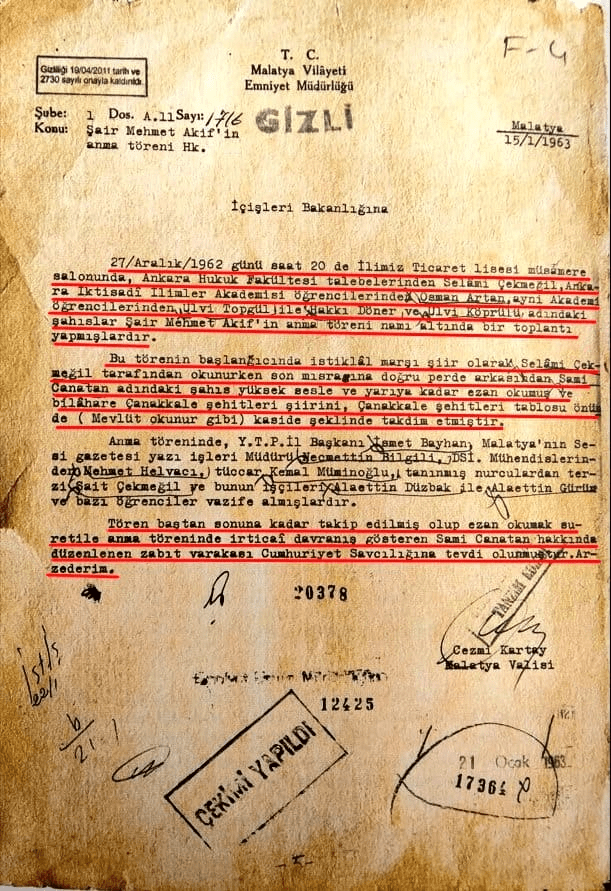 F-4
Gizliliği 19/04/2011 tarih ve
2730 sayılı onayla kaldırıldı.
T. C.
Malatya Vilâyeti
Emniyet Müdürlüğü
Şube: 1 Dos. A.11 Sayı: /716
GİZLİ
Konu: Şair Mehmet Akif'in
anma töreni Hk.
Malatya
15/1/1963
İçişleri Bakanlığına
27/Aralık/1962 günü saat 20 de İlimiz Ticaret lisesi müsamere
salonunda, Ankara Hukuk Fakültesi talebelerinden Selâmi Çekmeğil,Anka-
ra İktisadî İlimler Akademisi öğrencilerinden Osman Artan,ayni Akademi
öğrencilerinden Ulvi Topgül ile Hakkı Döner, ve Ulvi Köprülü adındaki
şahıslar Şair Mehmet Akif'in anma töreni namı altında bir toplantı
yapmışlardır.
Bu törenin başlangıcında istiklâl marşı şiir olarak Selâmi Çek-
meğil tarafından okunurken son mısragına doğru perde arkasından Sami
Canatan adındaki şahıs yüksek sesle ve yarıya kadar ezan okumuş ve
bilâhare Çanakkale şehitleri şiirini, Çanakkale şehitleri tablosu önün
de ( Mevlüt okunur gibi) kaside şeklinde takdim etmiştir.
Anma töreninde, Y.T.P.İl Başkanı İsmet Bayhan, Malatya'nın Se-
si gazetesi yazı işleri Müdürü Necmettin Bilgili, DSİ. Mühendislerin-
den Mehmet Helvacı, tüccar Kemal Müminoğlu, tanınmış nurculardan ter-
zi Sait Çekmeğil ve bunun işçileri Alaettin Düzbak ile Alaettin Gürün
ve bazı öğrenciler vazife almışlardır.
Tören baştan sonuna kadar takip edilmiş olup ezan okumak su-
retile anma töreninde irticaî davranış gösteren Sami Canatan hakkında
düzenlenen zabıt varakası Cumhuriyet Savcılığına tevdi olunmuştur.Ar-
zederim.
20378
Cezmi Kartay
Malatya Valisi
12425
ÇEKİMİ YAPILDI
21 Ocak 1963
17364